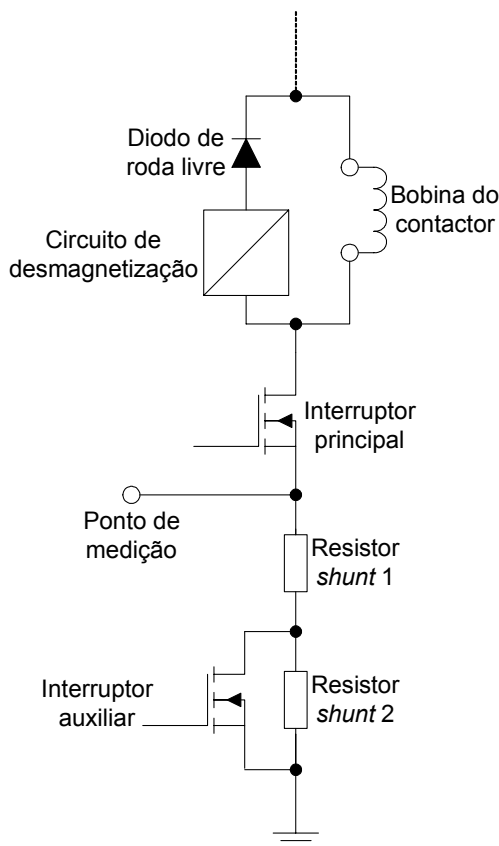 Diodo de
roda livre
Circuito de
desmagnetização
Bobina do
contactor
Interruptor
principal
Ponto de
medição
Resistor
shunt 1
Interruptor
auxiliar
Resistor
shunt 2